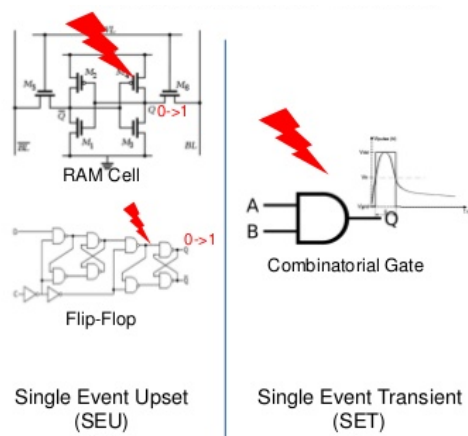 M5
M2
M6
Q
Q
0->1
M1
M3
BL
BL
RAM Cell
D
Q
0->1
Q
C
Flip-Flop
Single Event Upset
(SEU)
A
B
Q
Combinatorial Gate
Single Event Transient
(SET)